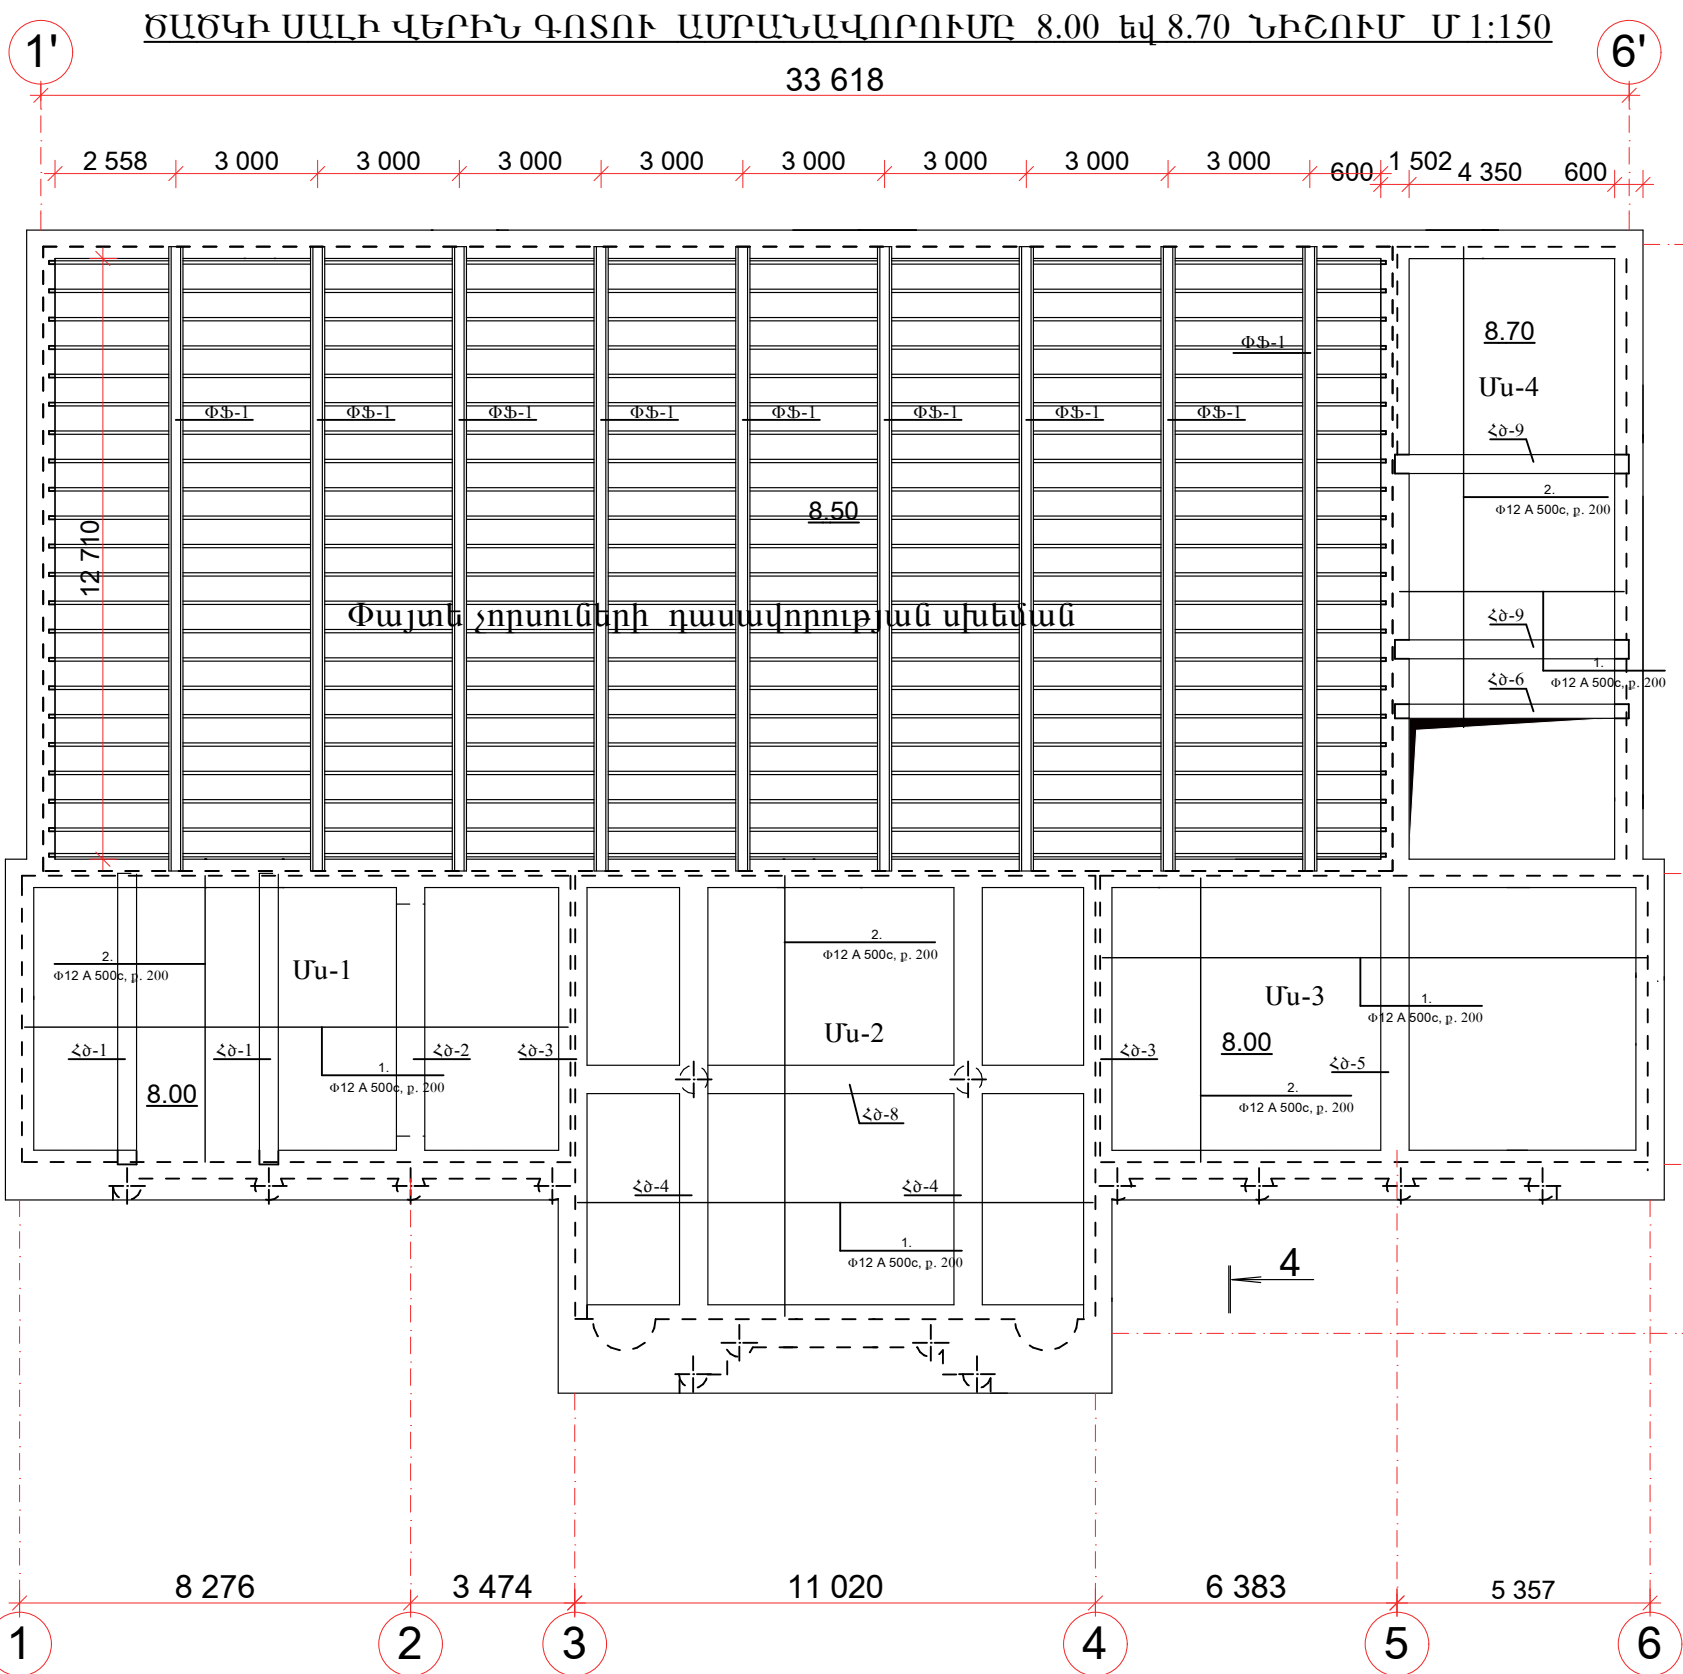 ԾԱԾԿԻ ՍԱԼԻ ՎԵՐԻՆ ԳՈՏՈՒ ԱՄՐԱՆԱՎՈՐՈՒՄԸ 8.00 եվ 8.70 ՆԻՇՈՒՄ Մ 1:150
1' 6'
33 618
2 558 3 000 3 000 3 000 3 000 3 000 3 000 3 000 3 000 600 1 502 4 350 600
8.70
ՓՖ-1
Մս-4
ՓՖ-1 ՓՖ-1 ՓՖ-1 ՓՖ-1 ՓՖ-1 ՓՖ-1 ՓՖ-1 ՓՖ-1
Հծ-9
2.
Φ12 A 500c, ք. 200
8.50
12 710
Փայտե չորսուների դասավորության սխեման
Հծ-9
1.
Φ12 A 500c, ք. 200
Հծ-6
2.
Φ12 A 500c, ք. 200
Մս-1
2.
Φ12 A 500c, ք. 200
Մս-2
Մս-3
1.
Φ12 A 500c, ք. 200
8.00
Հծ-1 Հծ-1 Հծ-2 Հծ-3 Հծ-3 Հծ-5
1.
Φ12 A 500c, ք. 200
8.00
2.
Φ12 A 500c, ք. 200
Հծ-8
Հծ-4 Հծ-4
1.
Φ12 A 500c, ք. 200
4
8 276 3 474 11 020 6 383 5 357
1 2 3 4 5 6